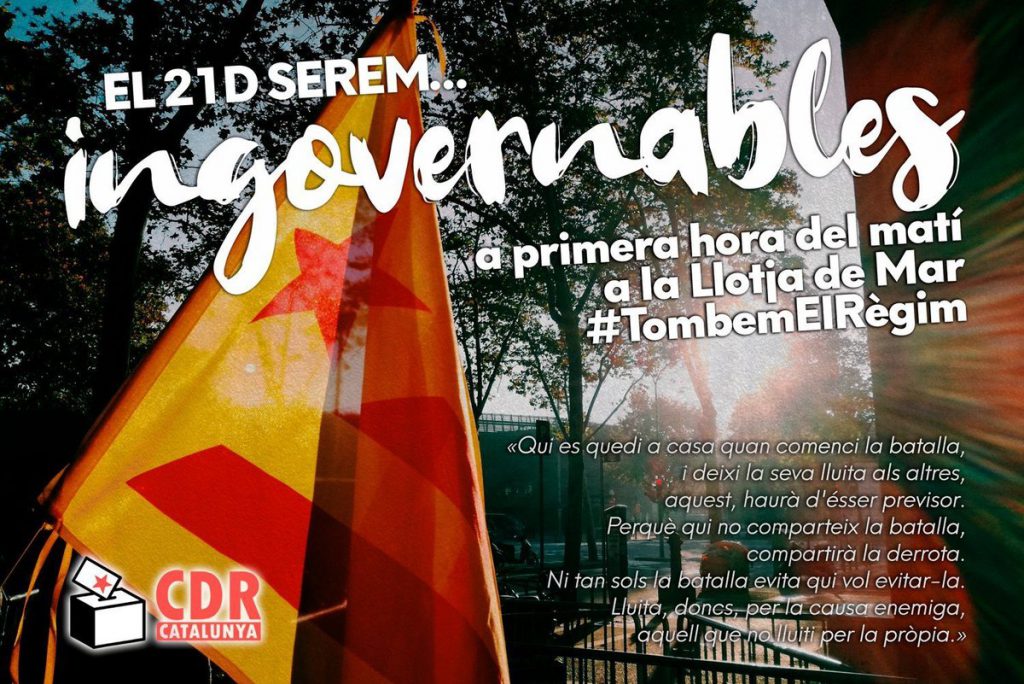 EL 21D SEREM...
ingovernables
a primera hora del matí
a la Llotja de Mar
#TombemElRègim
«Qui es quedi a casa quan comenci la batalla,
i deixi la seva lluita als altres,
aquest, haurà d'ésser previsor.
Perquè qui no comparteix la batalla,
compartirà la derrota.
Ni tan sols la batalla evita qui vol evitar-la.
Lluita, doncs, per la causa enemiga,
aquell que no lluiti per la pròpia.»
CDR
CATALUNYA